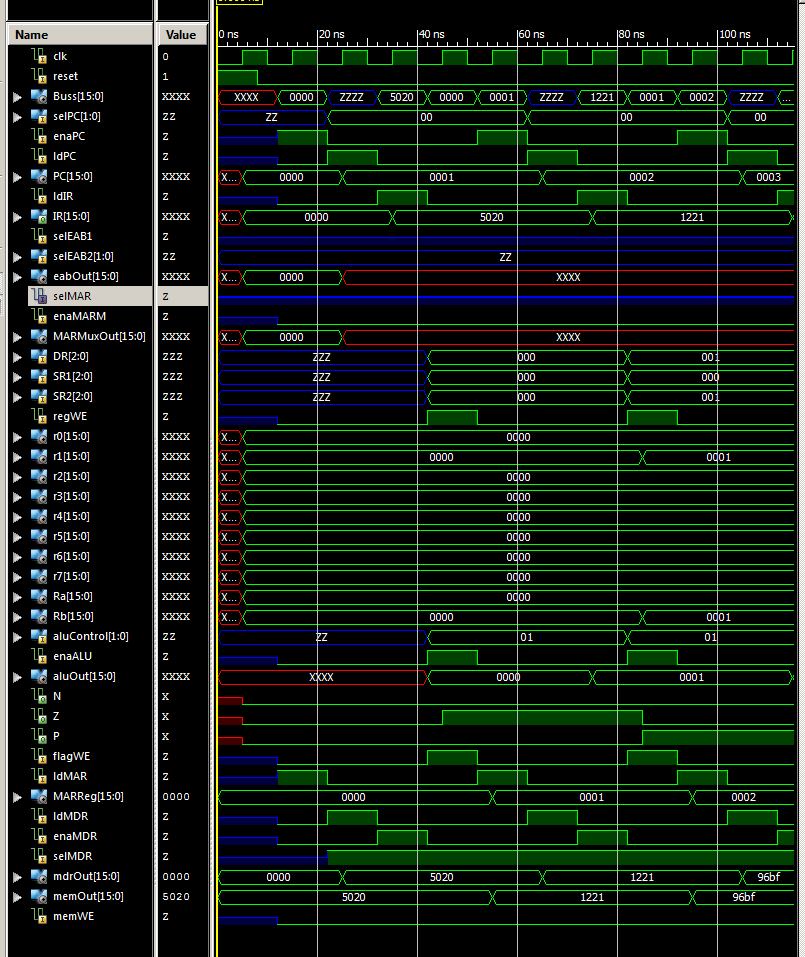 Name Value 0 ns 20 ns 40 ns 60 ns 80 ns 100 ns
clk 0
reset 1
Buss[15:0] XXXX XXXX 0000 ZZZZ 5020 0000 0001 ZZZZ 1221 0001 0002 ZZZZ ...
selPC[1:0] ZZ ZZ 00 00 00
enaPC Z
ldPC Z
PC[15:0] XXXX X... 0000 0001 0002 0003
ldIR Z
IR[15:0] XXXX X... 0000 5020 1221
selEAB1 Z
selEAB2[1:0] ZZ ZZ
eabOut[15:0] XXXX X... 0000 XXXX
selMAR Z
enaMARM Z
MARMuxOut[15:0] XXXX X... 0000 XXXX
DR[2:0] ZZZ ZZZ 000 001
SR1[2:0] ZZZ ZZZ 000 000
SR2[2:0] ZZZ ZZZ 000 001
regWE Z
r0[15:0] XXXX X... 0000
r1[15:0] XXXX X... 0000 0001
r2[15:0] XXXX X... 0000
r3[15:0] XXXX X... 0000
r4[15:0] XXXX X... 0000
r5[15:0] XXXX X... 0000
r6[15:0] XXXX X... 0000
r7[15:0] XXXX X... 0000
Ra[15:0] XXXX X... 0000
Rb[15:0] XXXX X... 0000 0001
aluControl[1:0] ZZ ZZ 01 01
enaALU Z
aluOut[15:0] XXXX XXXX 0000 0001
N X
Z X
P X
flagWE Z
ldMAR Z
MARReg[15:0] 0000 0000 0001 0002
ldMDR Z
enaMDR Z
selMDR Z
mdrOut[15:0] 0000 0000 5020 1221 96bf
memOut[15:0] 5020 5020 1221 96bf
memWE Z